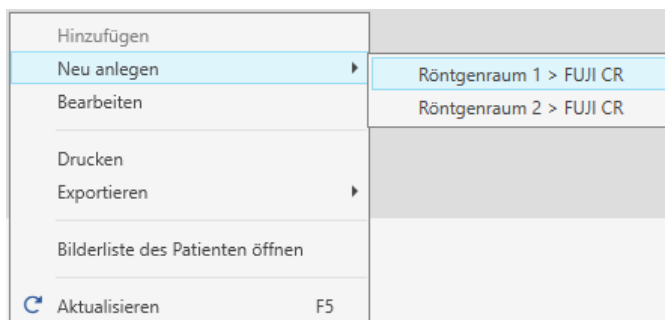 Hinzufügen
Neu anlegen
Röntgenraum 1 > FUJI CR
Röntgenraum 2 > FUJI CR
Bearbeiten
Drucken
Exportieren
Bilderliste des Patienten öffnen
Aktualisieren F5